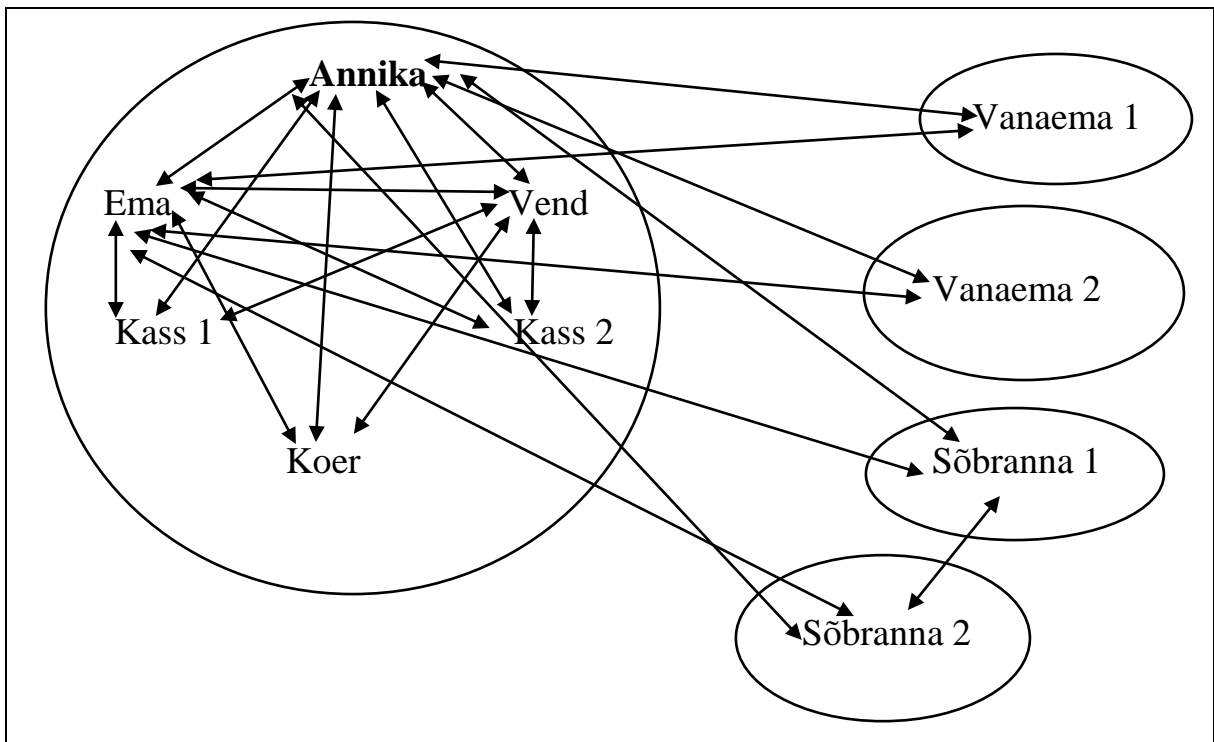 Annika
Vanaema 1
Ema
Vend
Vanaema 2
Kass 1
Kass 2
Koer
Sõbranna 1
Sõbranna 2